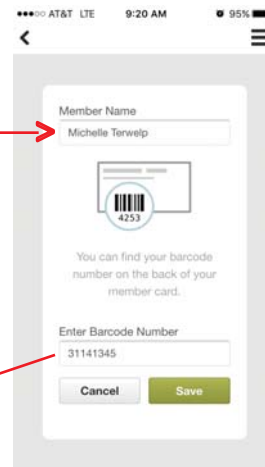 AT&T LTE 9:20 AM 95%
Member Name
Michelle Terwelp
4253
You can find your barcode
number on the back of your
member card.
Enter Barcode Number
31141345
Cancel Save